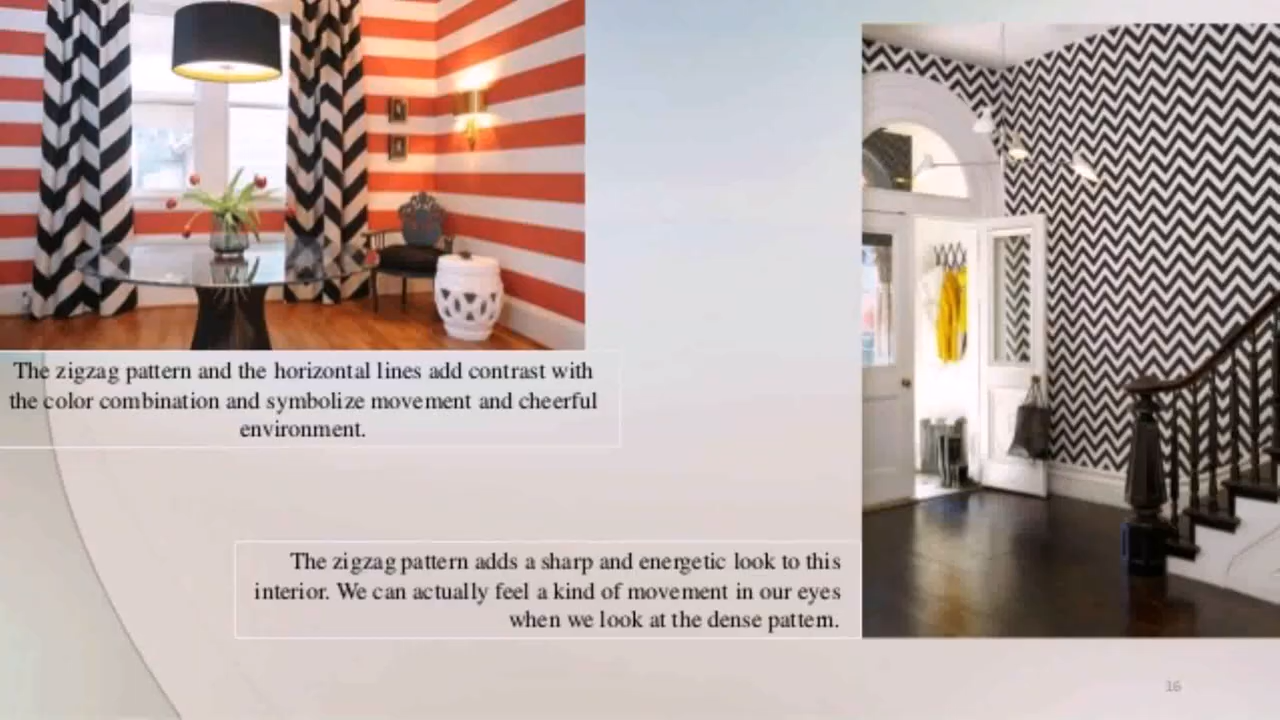 The zigzag pattern and the horizontal lines add contrast with
the color combination and symbolize movement and cheerful
environment.
The zigzag pattern adds a sharp and energetic look to this
interior. We can actually feel a kind of movement in our eyes
when we look at the dense pattern.
16